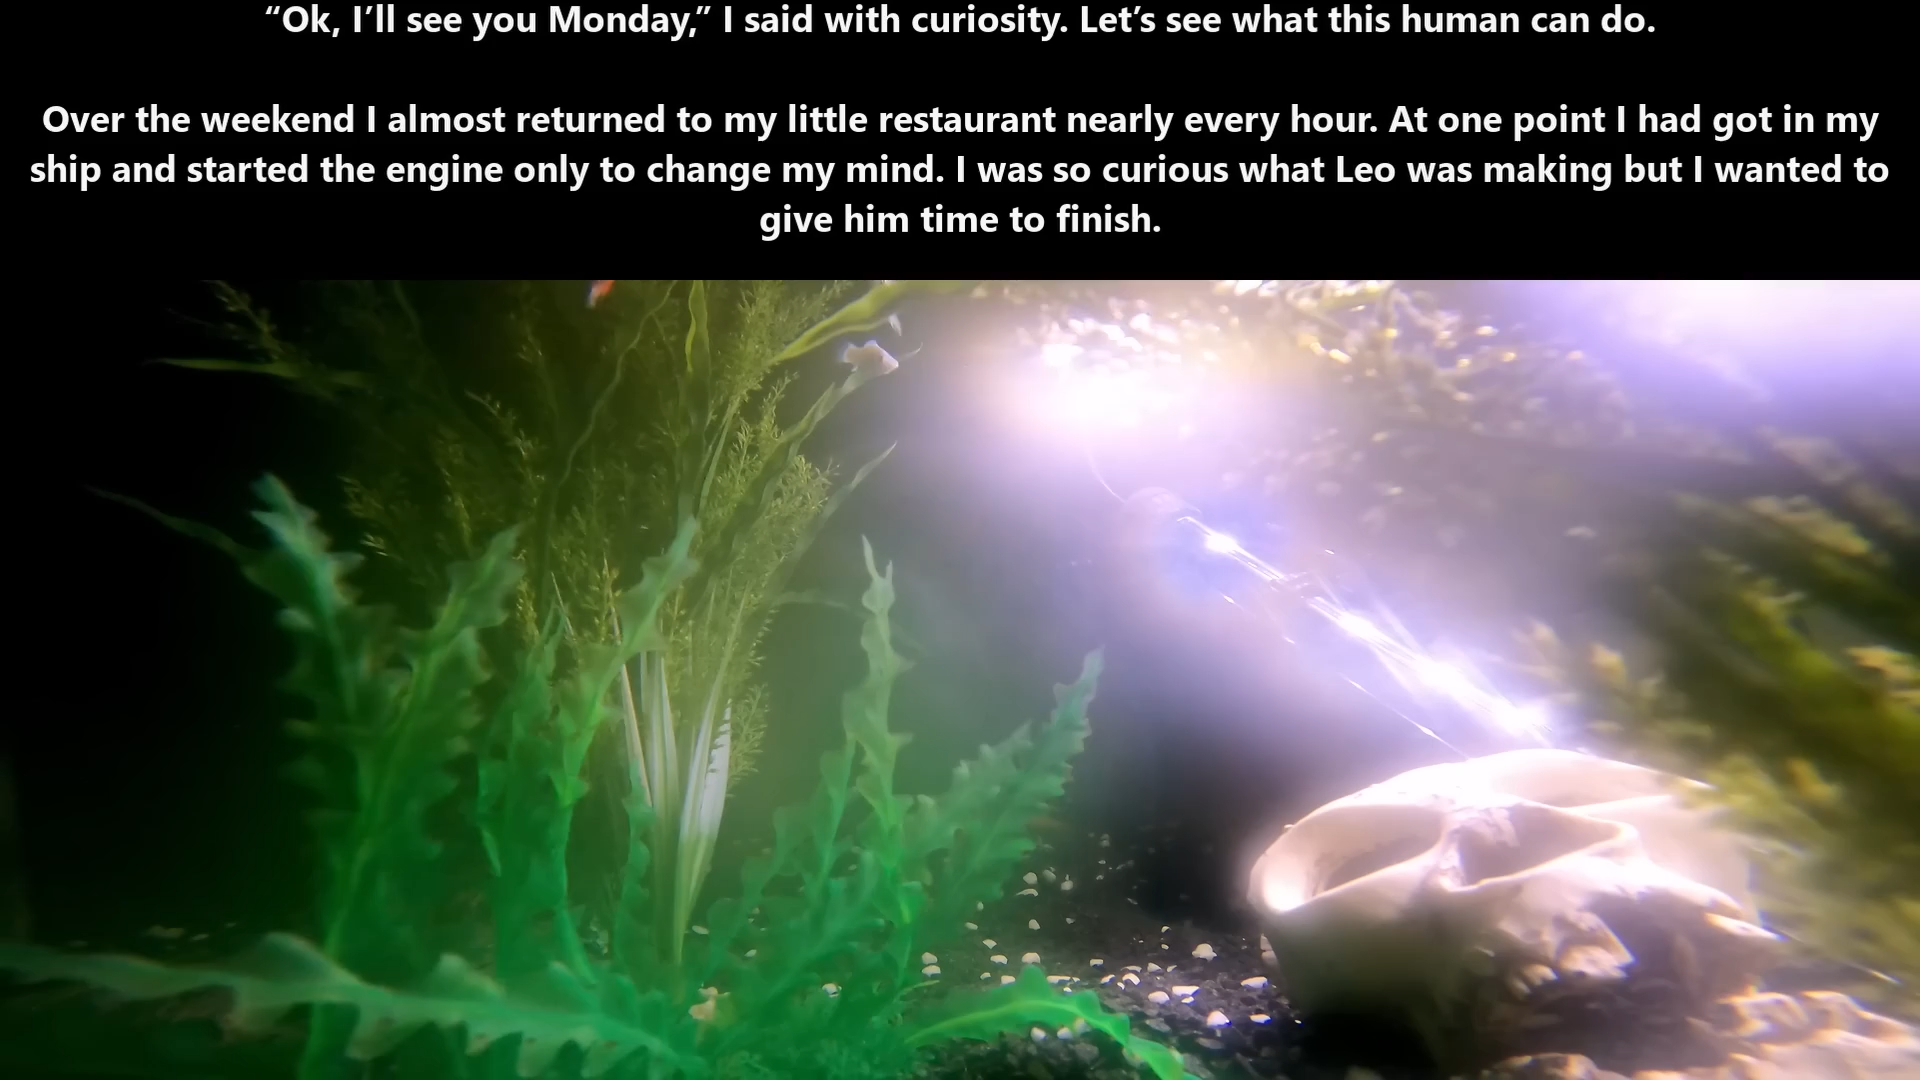 “Ok, I’ll see you Monday,” I said with curiosity. Let’s see what this human can do.
Over the weekend I almost returned to my little restaurant nearly every hour. At one point I had got in my
ship and started the engine only to change my mind. I was so curious what Leo was making but I wanted to
give him time to finish.